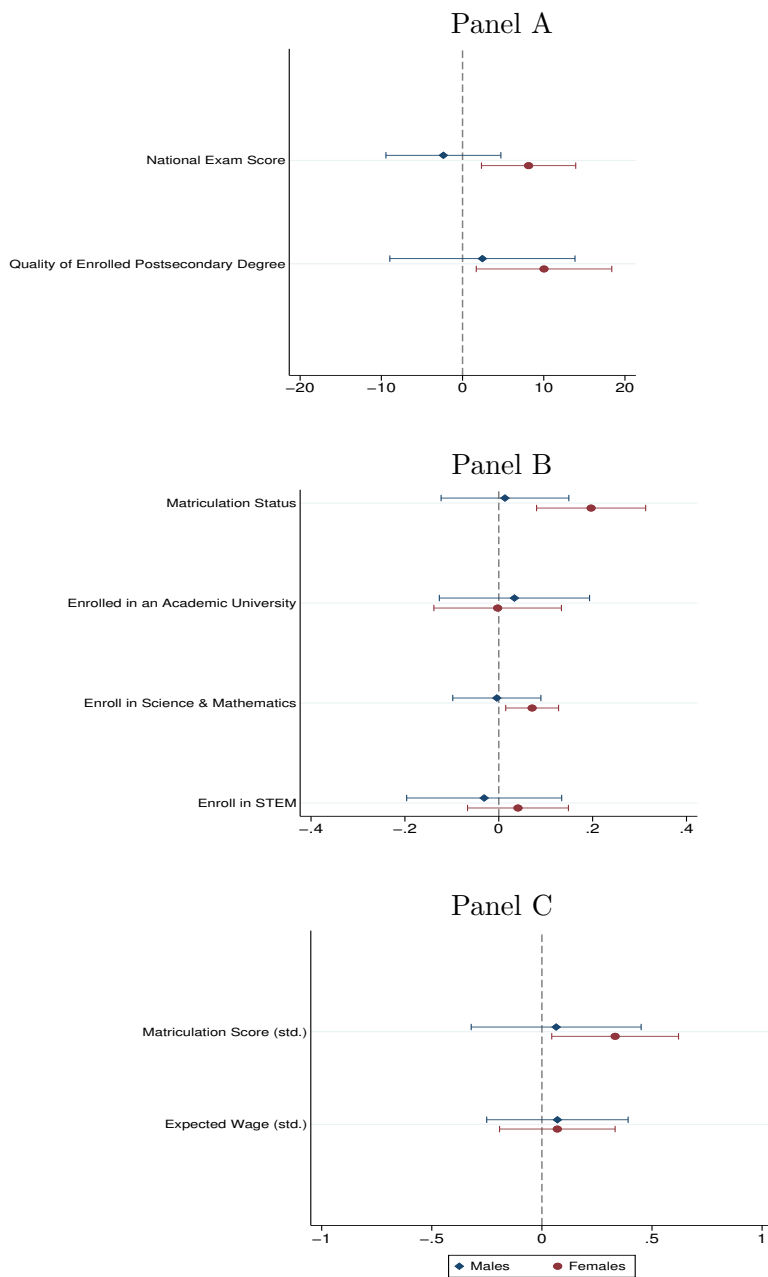 Panel A
National Exam Score
Quality of Enrolled Postsecondary Degree
−20 −10 0 10 20
Panel B
Matriculation Status
Enrolled in an Academic University
Enroll in Science & Mathematics
Enroll in STEM
−.4 −.2 0 .2 .4
Panel C
Matriculation Score (std.)
Expected Wage (std.)
−1 −.5 0 .5 1
Males Females